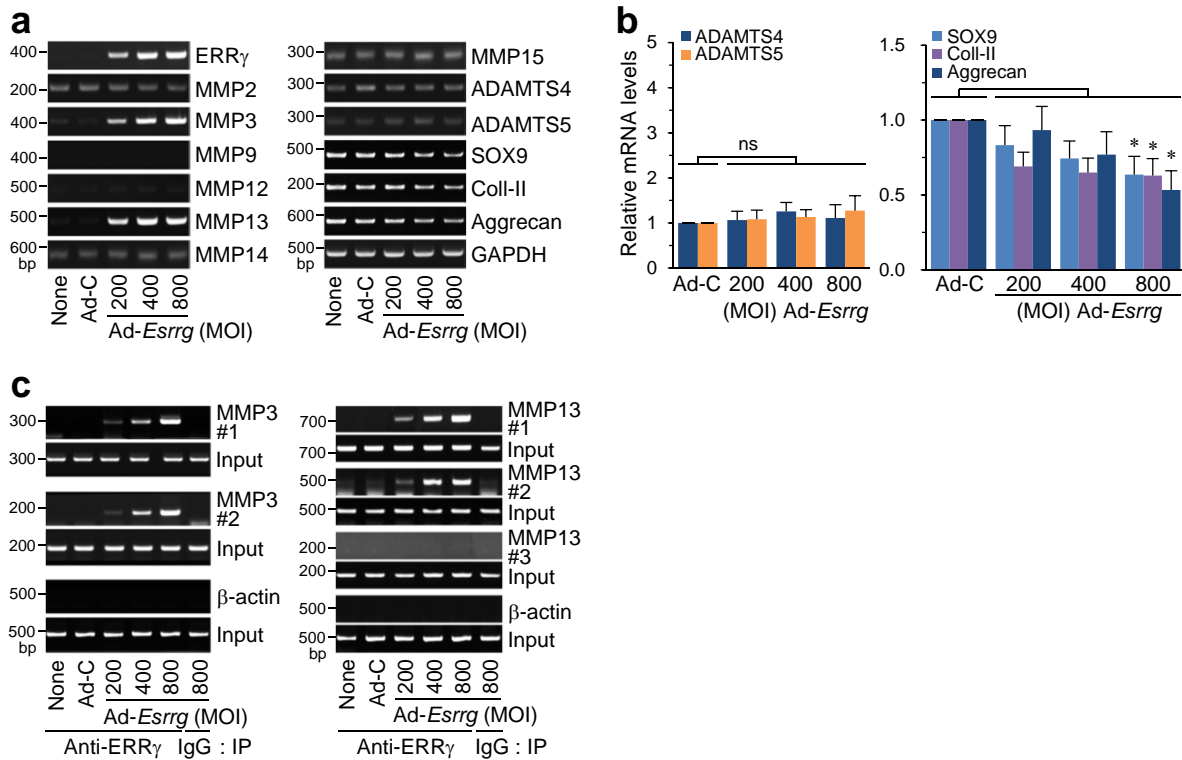 a
400
ERRγ
200
MMP2
400
MMP3
400
MMP9
500
MMP12
500
MMP13
600
bp
MMP14
None
Ad-C
200
400
800
Ad-Esrrg (MOI)
300
MMP15
300
ADAMTS4
300
ADAMTS5
500
SOX9
200
Coll-II
600
Aggrecan
500
bp
GAPDH
None
Ad-C
200
400
800
Ad-Esrrg (MOI)
b
Relative mRNA levels
5
4
3
2
1
0
ADAMTS4
ADAMTS5
ns
Ad-C 200 400 800
(MOI) Ad-Esrrg
1.5
1.0
0.5
0.0
SOX9
Coll-II
Aggrecan
* * *
Ad-C 200 400 800
(MOI) Ad-Esrrg
c
300
MMP3
#1
300
Input
200
MMP3
#2
200
Input
500
β-actin
500
bp
Input
None
Ad-C
200
400
800
800
Ad-Esrrg (MOI)
Anti-ERRγ IgG : IP
700
MMP13
#1
700
Input
500
MMP13
#2
500
Input
200
MMP13
#3
200
Input
500
β-actin
500
bp
Input
None
Ad-C
200
400
800
800
Ad-Esrrg (MOI)
Anti-ERRγ IgG : IP